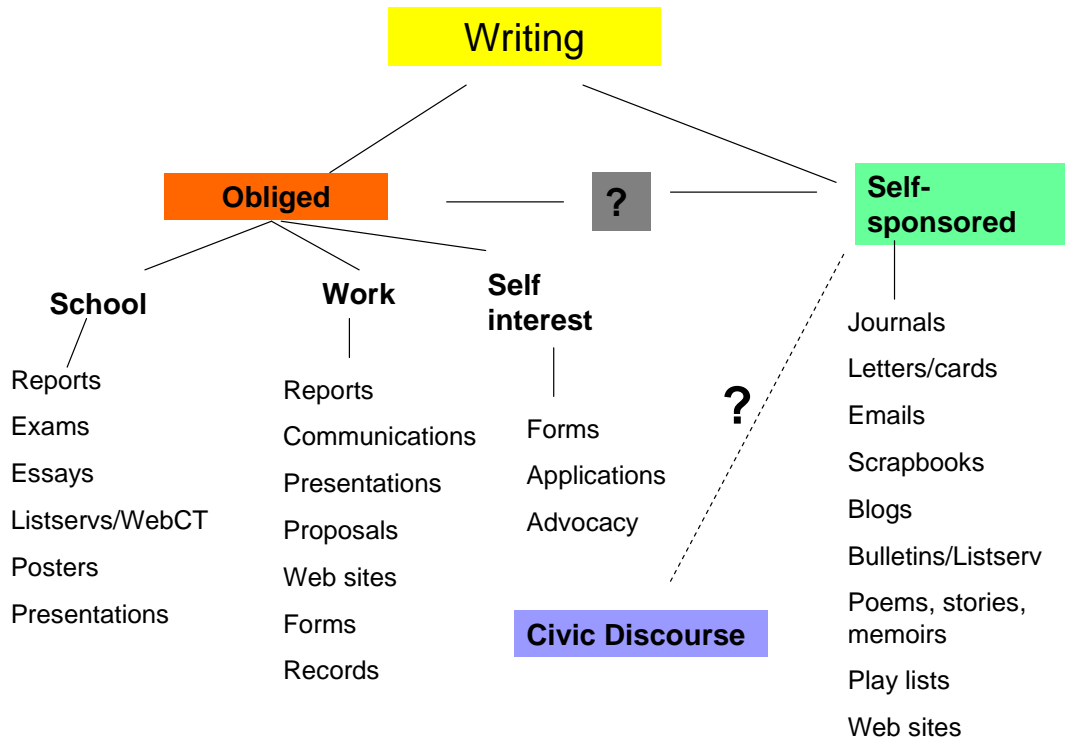 Writing
Obliged
?
Self-
sponsored
School
Reports
Exams
Essays
Listservs/WebCT
Posters
Presentations
Work
Reports
Communications
Presentations
Proposals
Web sites
Forms
Records
Self
interest
Forms
Applications
Advocacy
?
Civic Discourse
Journals
Letters/cards
Emails
Scrapbooks
Blogs
Bulletins/Listserv
Poems, stories,
memoirs
Play lists
Web sites